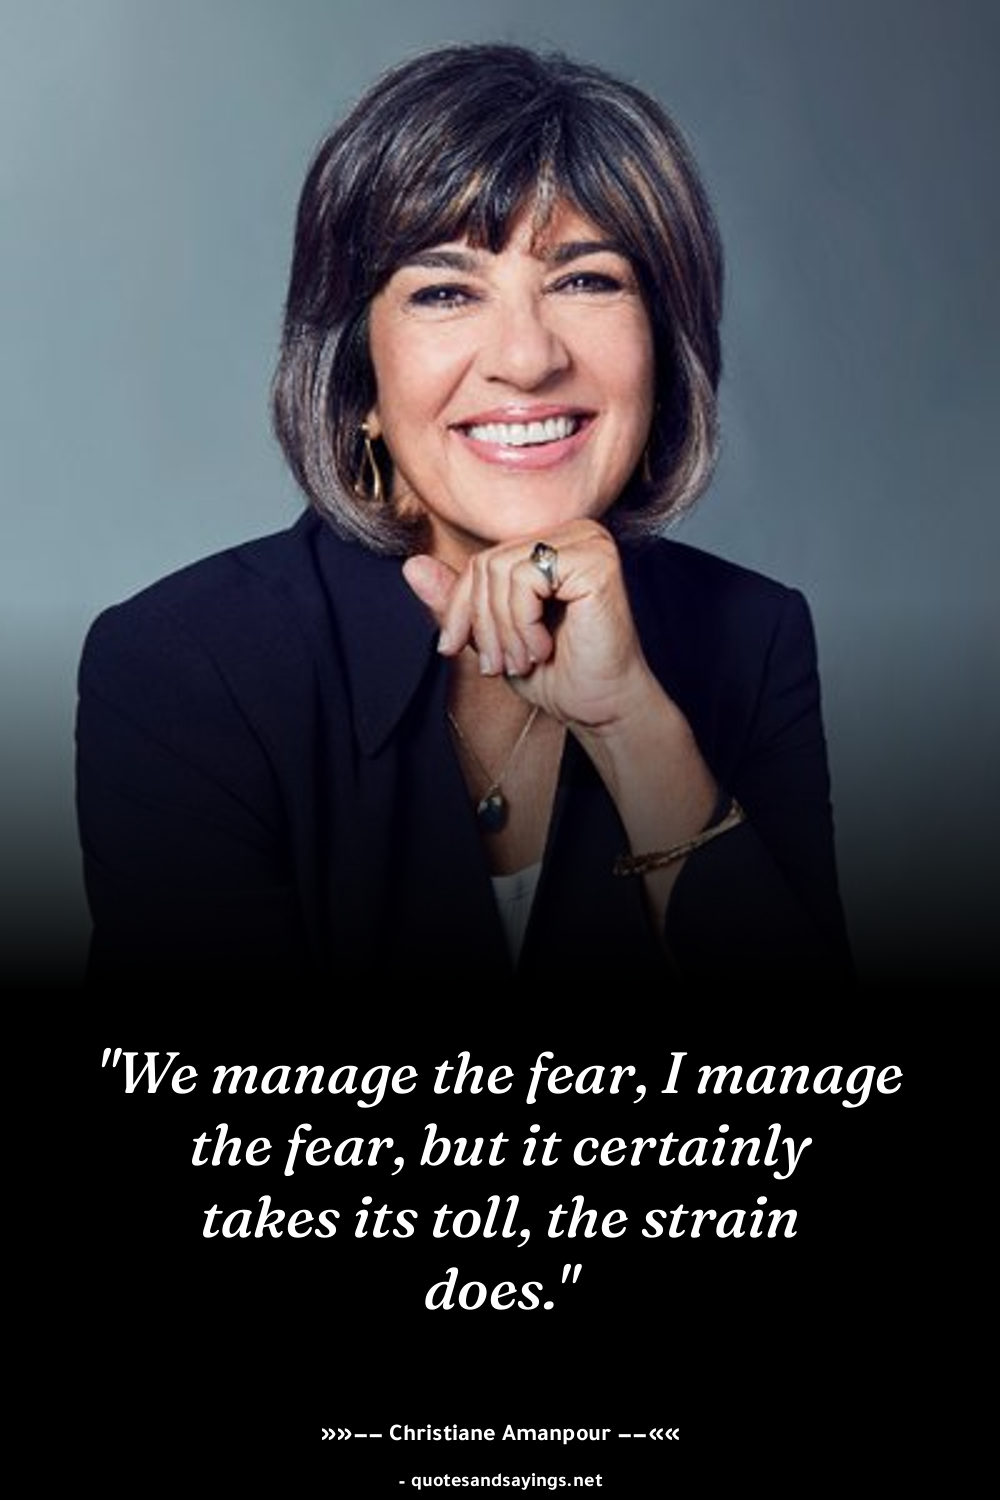 "We manage the fear, I manage
the fear, but it certainly
takes its toll, the strain
does."
»»–– Christiane Amanpour ––««
- quotesandsayings.net